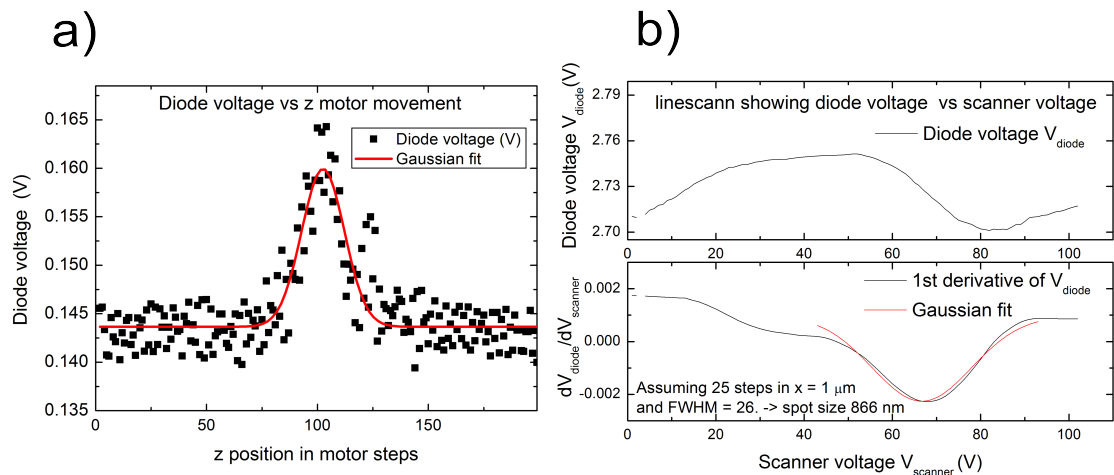 a)
Diode voltage vs z motor movement
Diode voltage (V)
Gaussian fit
Diode voltage (V)
0.165
0.160
0.155
0.150
0.145
0.140
0.135
0
50
100
150
z position in motor steps
b)
linescann showing diode voltage vs scanner voltage
Diode voltage V_diode
Diode voltage V_diode(V)
2.79
2.76
2.73
2.70
0
20
40
60
80
100
1st derivative of V_diode
Gaussian fit
dV_diode/dV_scanner
0.002
0.000
-0.002
Assuming 25 steps in x = 1 μm
and FWHM = 26. -> spot size 866 nm
0
20
40
60
80
100
Scanner voltage V_scanner(V)